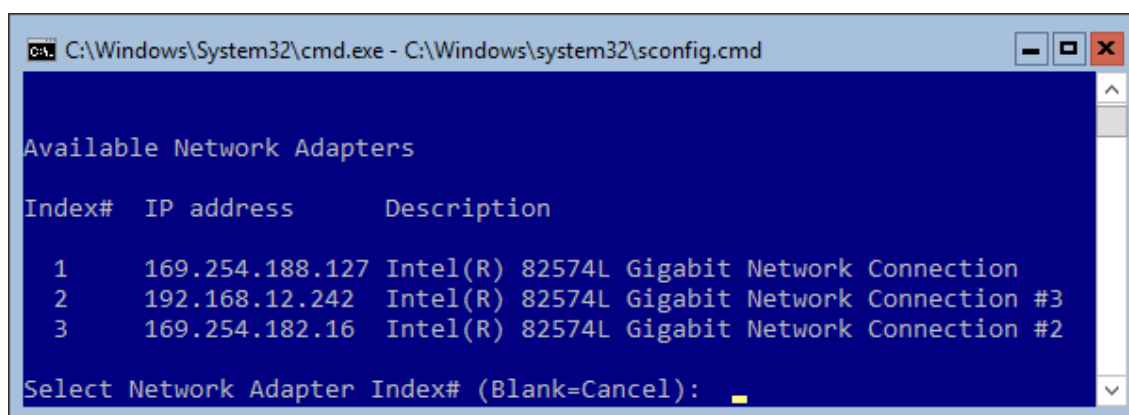 C:\Windows\System32\cmd.exe - C:\Windows\system32\sconfig.cmd
Available Network Adapters
Index# IP address Description
1 169.254.188.127 Intel(R) 82574L Gigabit Network Connection
2 192.168.12.242 Intel(R) 82574L Gigabit Network Connection #3
3 169.254.182.16 Intel(R) 82574L Gigabit Network Connection #2
Select Network Adapter Index# (Blank=Cancel):